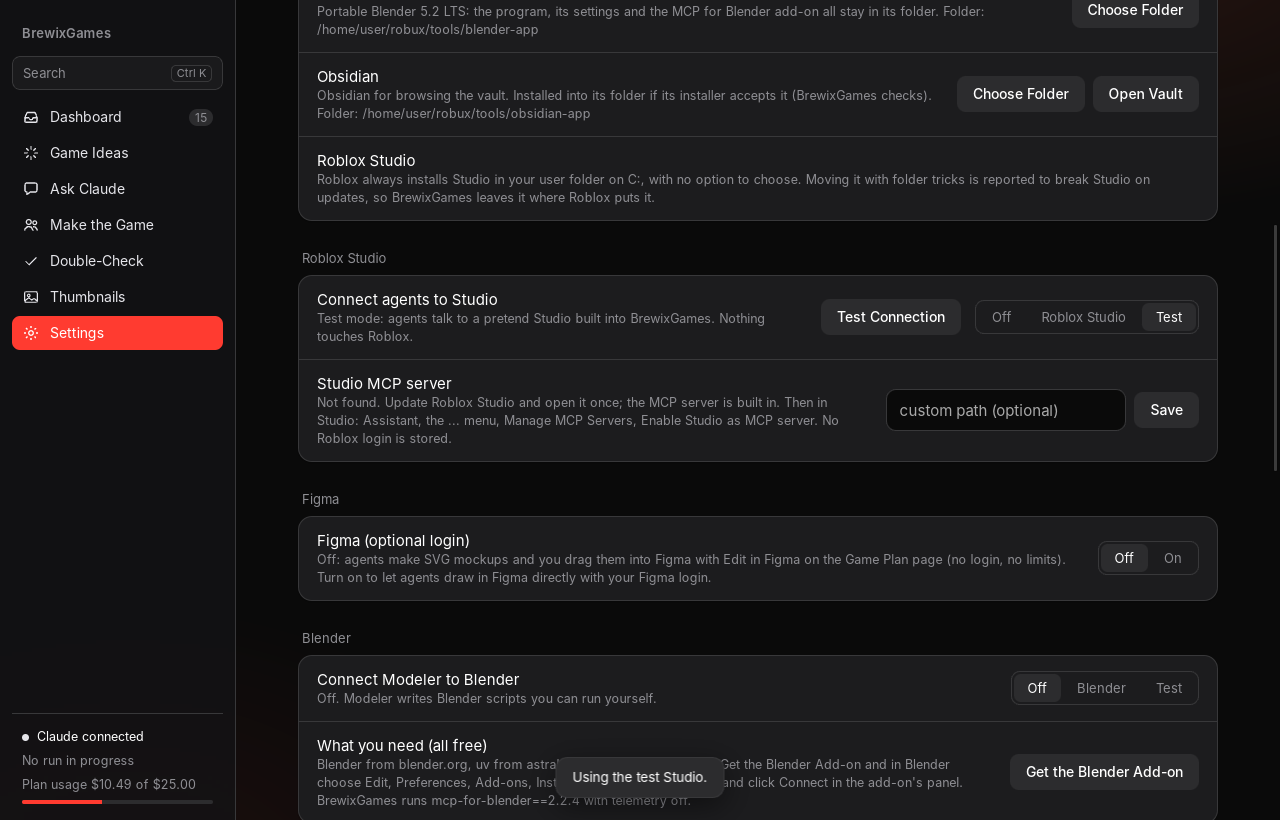 BrewixGames
Search
Ctrl K
Dashboard
15
Game Ideas
Ask Claude
Make the Game
Double-Check
Thumbnails
Settings
Claude connected
No run in progress
Plan usage $10.49 of $25.00
Portable Blender 5.2 LTS: the program, its settings and the MCP for Blender add-on all stay in its folder. Folder:
/home/user/robux/tools/blender-app
Choose Folder
Obsidian
Obsidian for browsing the vault. Installed into its folder if its installer accepts it (BrewixGames checks).
Folder: /home/user/robux/tools/obsidian-app
Choose Folder
Open Vault
Roblox Studio
Roblox always installs Studio in your user folder on C:, with no option to choose. Moving it with folder tricks is reported to break Studio on
updates, so BrewixGames leaves it where Roblox puts it.
Roblox Studio
Connect agents to Studio
Test mode: agents talk to a pretend Studio built into BrewixGames. Nothing
touches Roblox.
Test Connection
Off
Roblox Studio
Test
Studio MCP server
Not found. Update Roblox Studio and open it once; the MCP server is built in. Then in
Studio: Assistant, the ... menu, Manage MCP Servers, Enable Studio as MCP server. No
Roblox login is stored.
custom path (optional)
Save
Figma
Figma (optional login)
Off: agents make SVG mockups and you drag them into Figma with Edit in Figma on the Game Plan page (no login, no limits).
Turn on to let agents draw in Figma directly with your Figma login.
Off
On
Blender
Connect Modeler to Blender
Off. Modeler writes Blender scripts you can run yourself.
Off
Blender
Test
What you need (all free)
Blender from blender.org, uv from Get the Blender Add-on and in Blender
choose Edit, Preferences, Add-ons, and click Connect in the add-on's panel.
BrewixGames runs mcp-for-blender==2.2.4 with telemetry off.
Get the Blender Add-on
Using the test Studio.